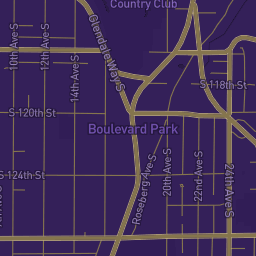 Country Club
10th Ave S
12th Ave S
14th Ave S
Glendale Way S
S 118th St
S 120th St
Boulevard Park
S 124th St
Roseberg Ave S
20th Ave S
22nd Ave S
24th Ave S